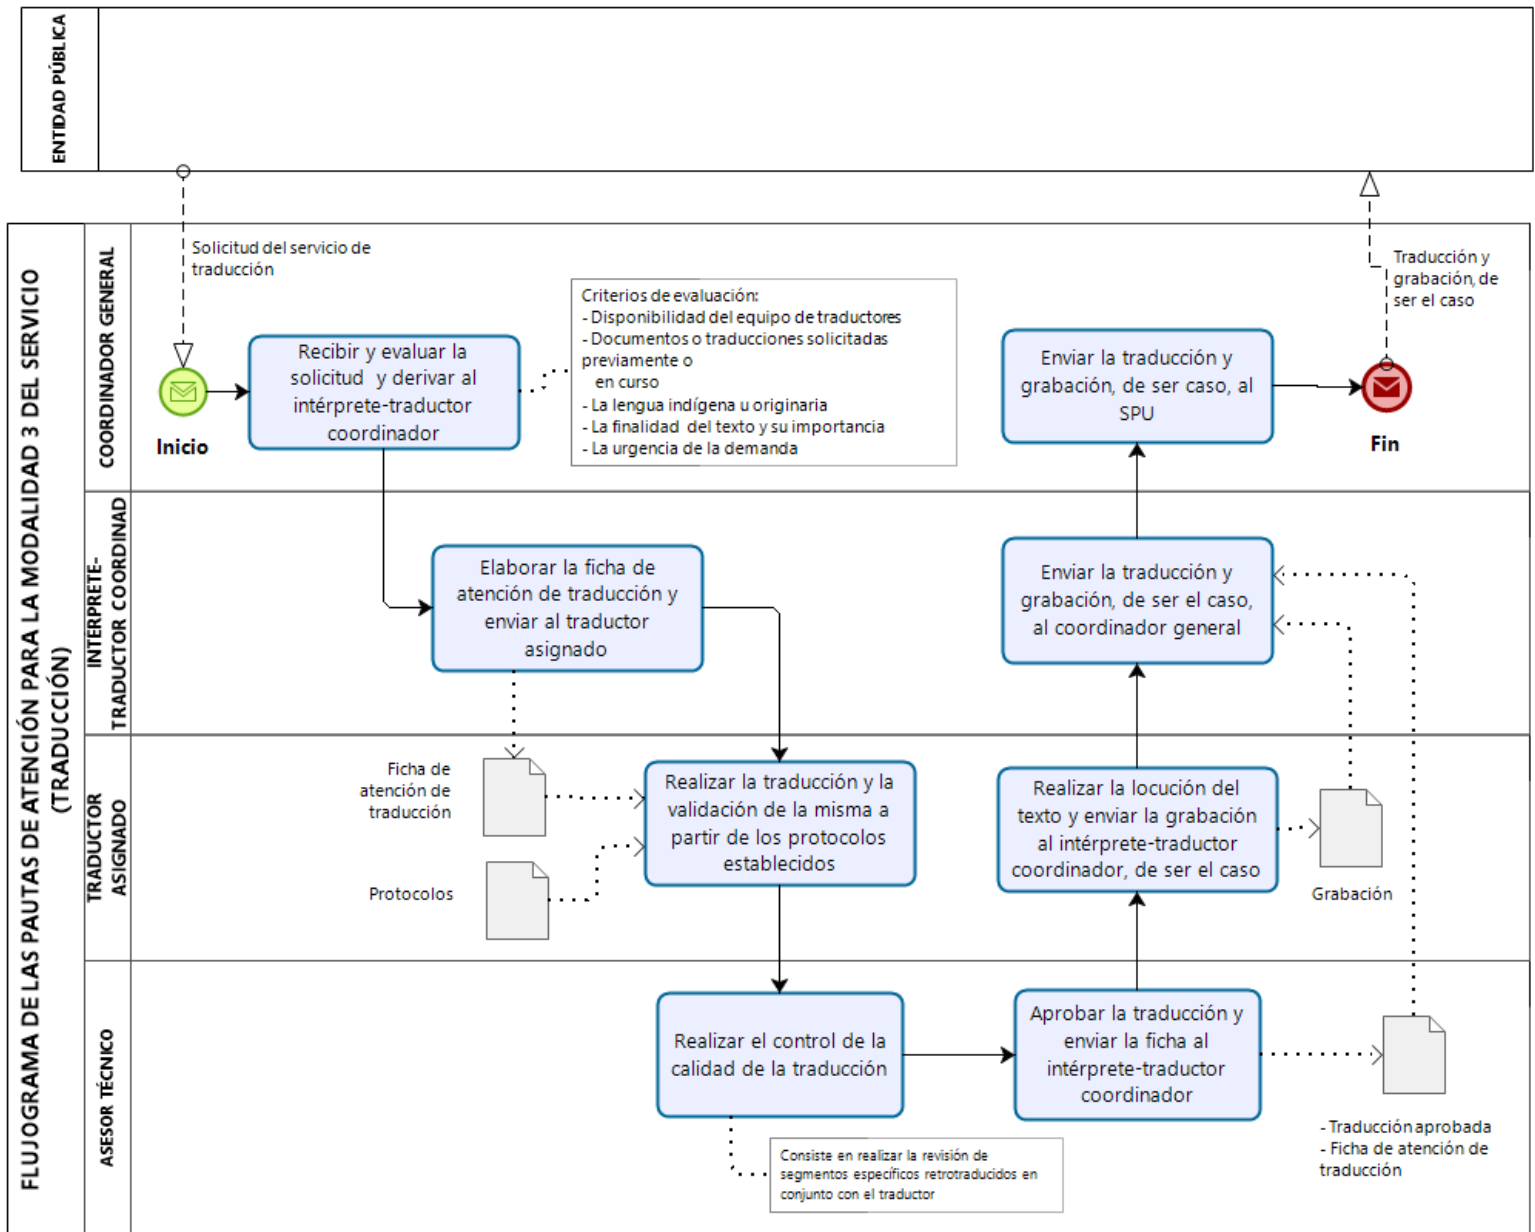 ENTIDAD PÚBLICA
FLUJOGRAMA DE LAS PAUTAS DE ATENCIÓN PARA LA MODALIDAD 3 DEL SERVICIO
(TRADUCCIÓN)
COORDINADOR GENERAL
Solicitud del servicio de
traducción
Inicio
Recibir y evaluar la
solicitud y derivar al
intérprete-traductor
coordinador
Criterios de evaluación:
- Disponibilidad del equipo de traductores
- Documentos o traducciones solicitadas
previamente o
en curso
- La lengua indígena u originaria
- La finalidad del texto y su importancia
- La urgencia de la demanda
Enviar la traducción y
grabación, de ser caso, al
SPU
Traducción y
grabación, de
ser el caso
Fin
INTERPRETE-
TRADUCTOR COORDINAD
Elaborar la ficha de
atención de traducción y
enviar al traductor
asignado
Enviar la traducción y
grabación, de ser el caso,
al coordinador general
TRADUCTOR
ASIGNADO
Ficha de
atención de
traducción
Protocolos
Realizar la traducción y la
validación de la misma a
partir de los protocolos
establecidos
Realizar la locución del
texto y enviar la grabación
al intérprete-traductor
coordinador, de ser el caso
Grabación
ASESOR TÉCNICO
Realizar el control de la
calidad de la traducción
Consiste en realizar la revisión de
segmentos específicos retrotraducidos en
conjunto con el traductor
Aprobar la traducción y
enviar la ficha al
intérprete-traductor
coordinador
- Traducción aprobada
- Ficha de atención de
traducción